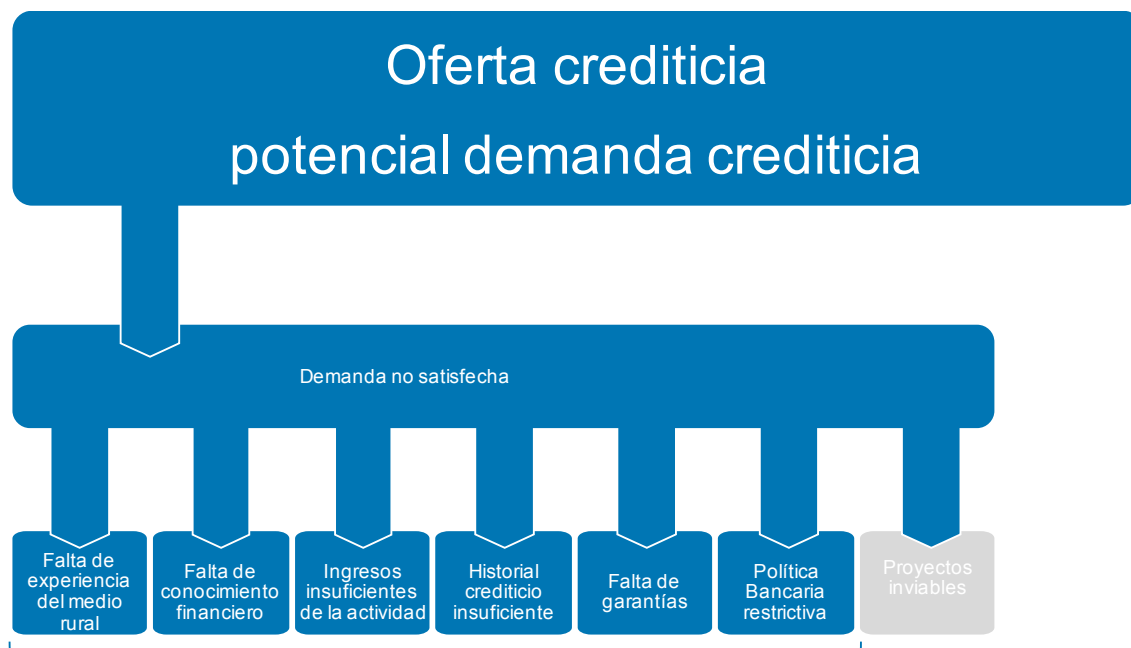 Oferta crediticia
potencial demanda crediticia
Demanda no satisfecha
Falta de
experiencia
del medio
rural
Falta de
conocimiento
financiero
Ingresos
insuficientes
de la actividad
Historial
crediticio
insuficiente
Falta de
garantías
Política
Bancaria
restrictiva
Proyectos
inviables